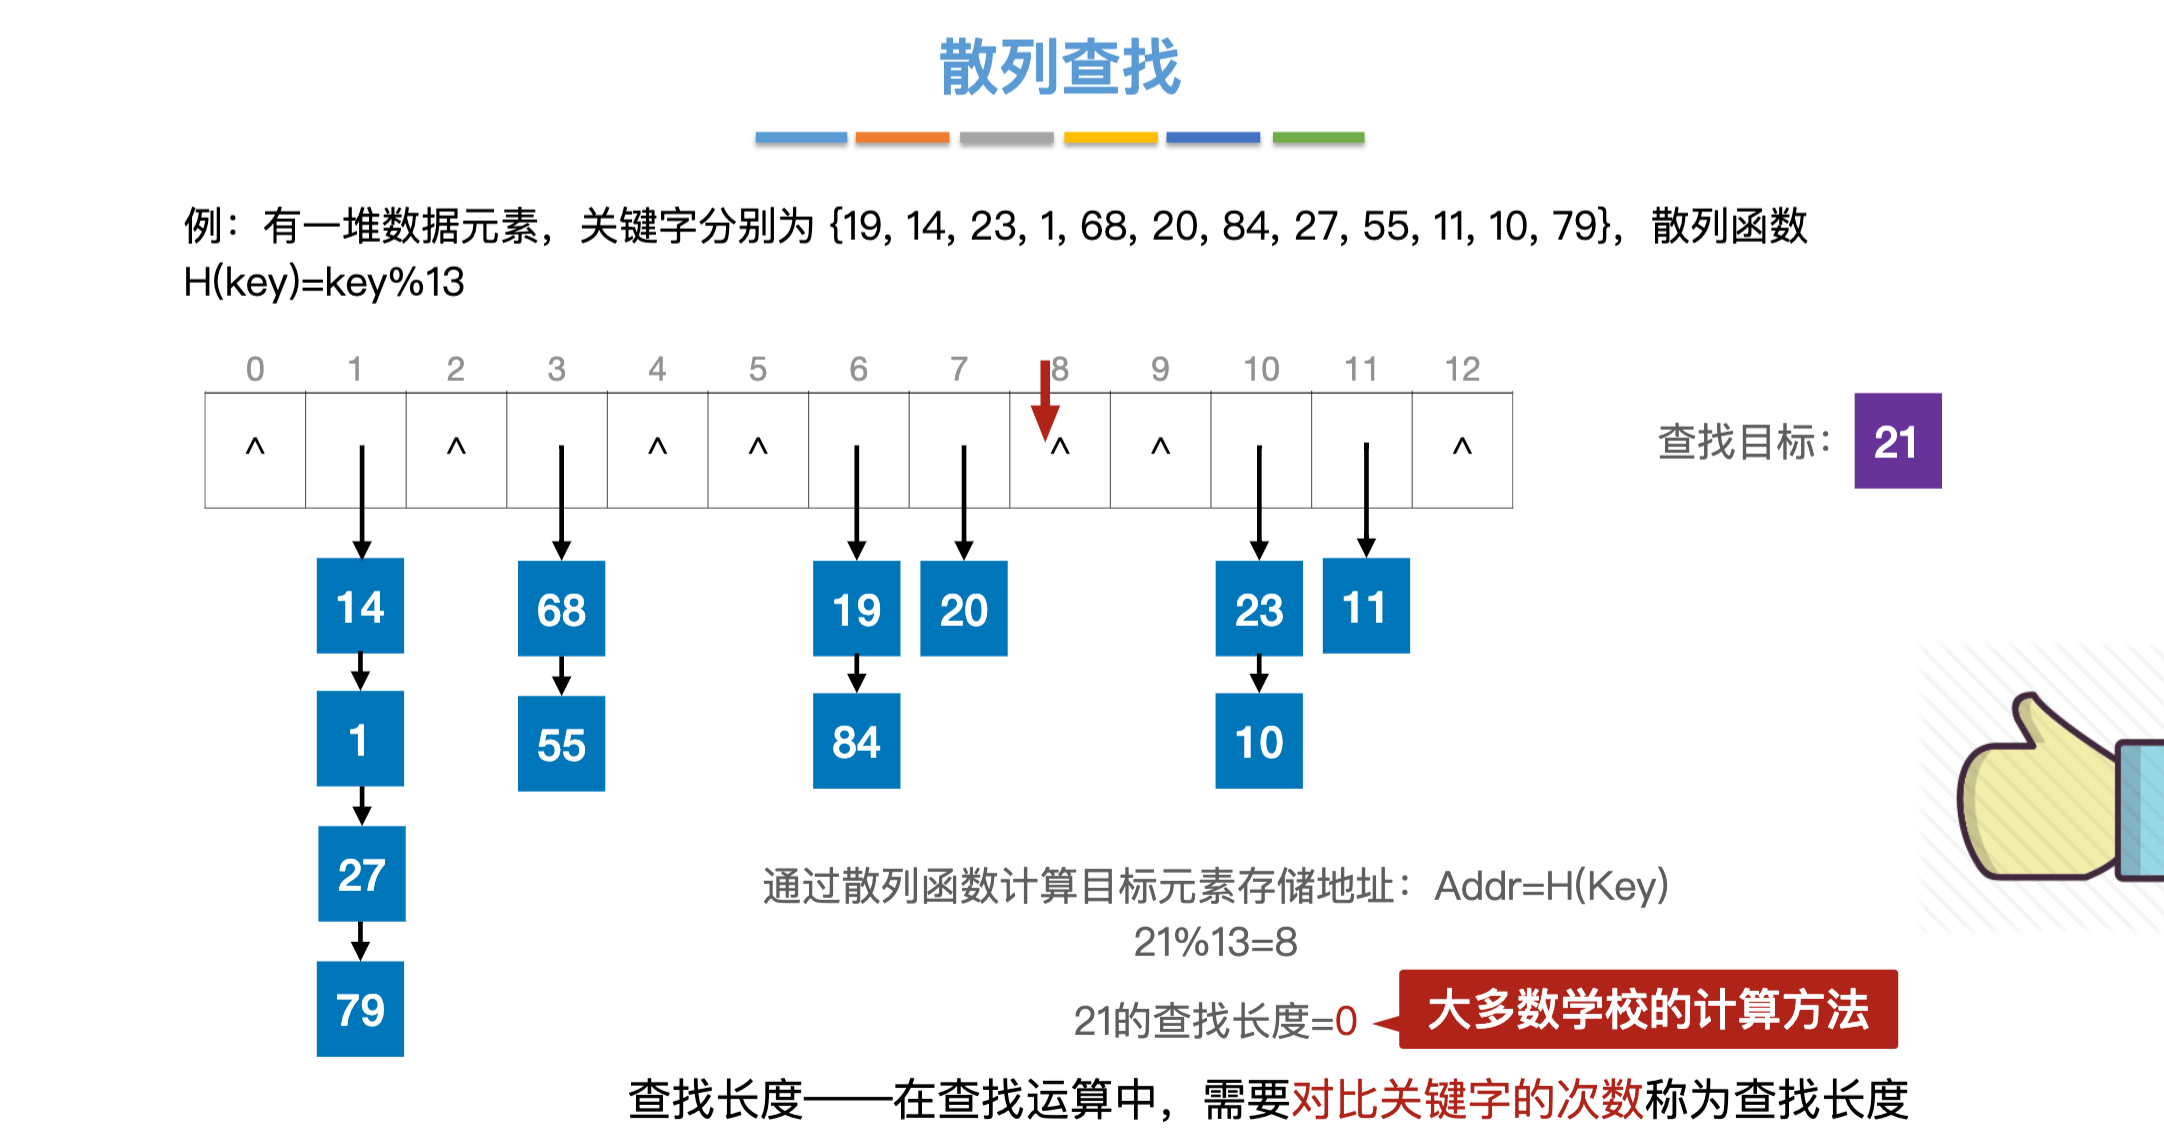 散列查找
例：有一堆数据元素，关键字分别为 {19, 14, 23, 1, 68, 20, 84, 27, 55, 11, 10, 79}，散列函数
H(key)=key%13
0 1 2 3 4 5 6 7 8 9 10 11 12
^ ^ ^ ^ ^ ^ ^
查找目标：21
14 68 19 20 23 11
1 55 84 10
27
通过散列函数计算目标元素存储地址：Addr=H(Key)
21%13=8
79
21的查找长度=0
大多数学校的计算方法
查找长度——在查找运算中，需要对比关键字的次数称为查找长度